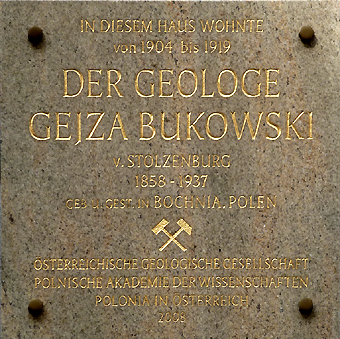 IN DIESEM HAUS WOHNTE
von 1904 bis 1919
DER GEOLOGE
GEJZA BUKOWSKI
V. STOLZENBURG
1858 - 1937
GEB. U. GEST. IN BOCHNIA, POLEN
ÖSTERREICHISCHE GEOLOGISCHE GESELLSCHAFT
POLNISCHE AKADEMIE DER WISSENSCHAFTEN
POLONIA IN ÖSTERREICH
2008